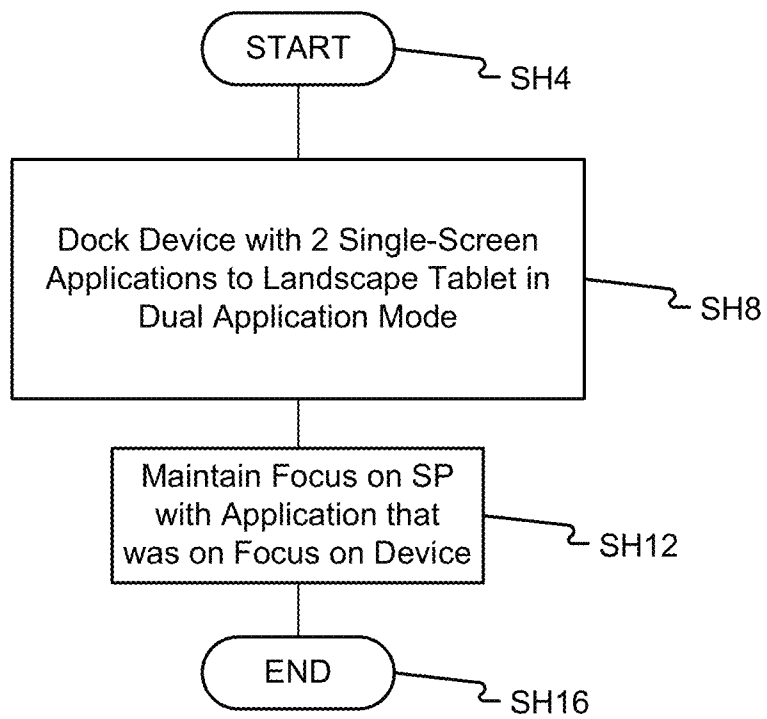 START
SH4
Dock Device with 2 Single-Screen
Applications to Landscape Tablet in
Dual Application Mode
SH8
Maintain Focus on SP
with Application that
was on Focus on Device
SH12
END
SH16